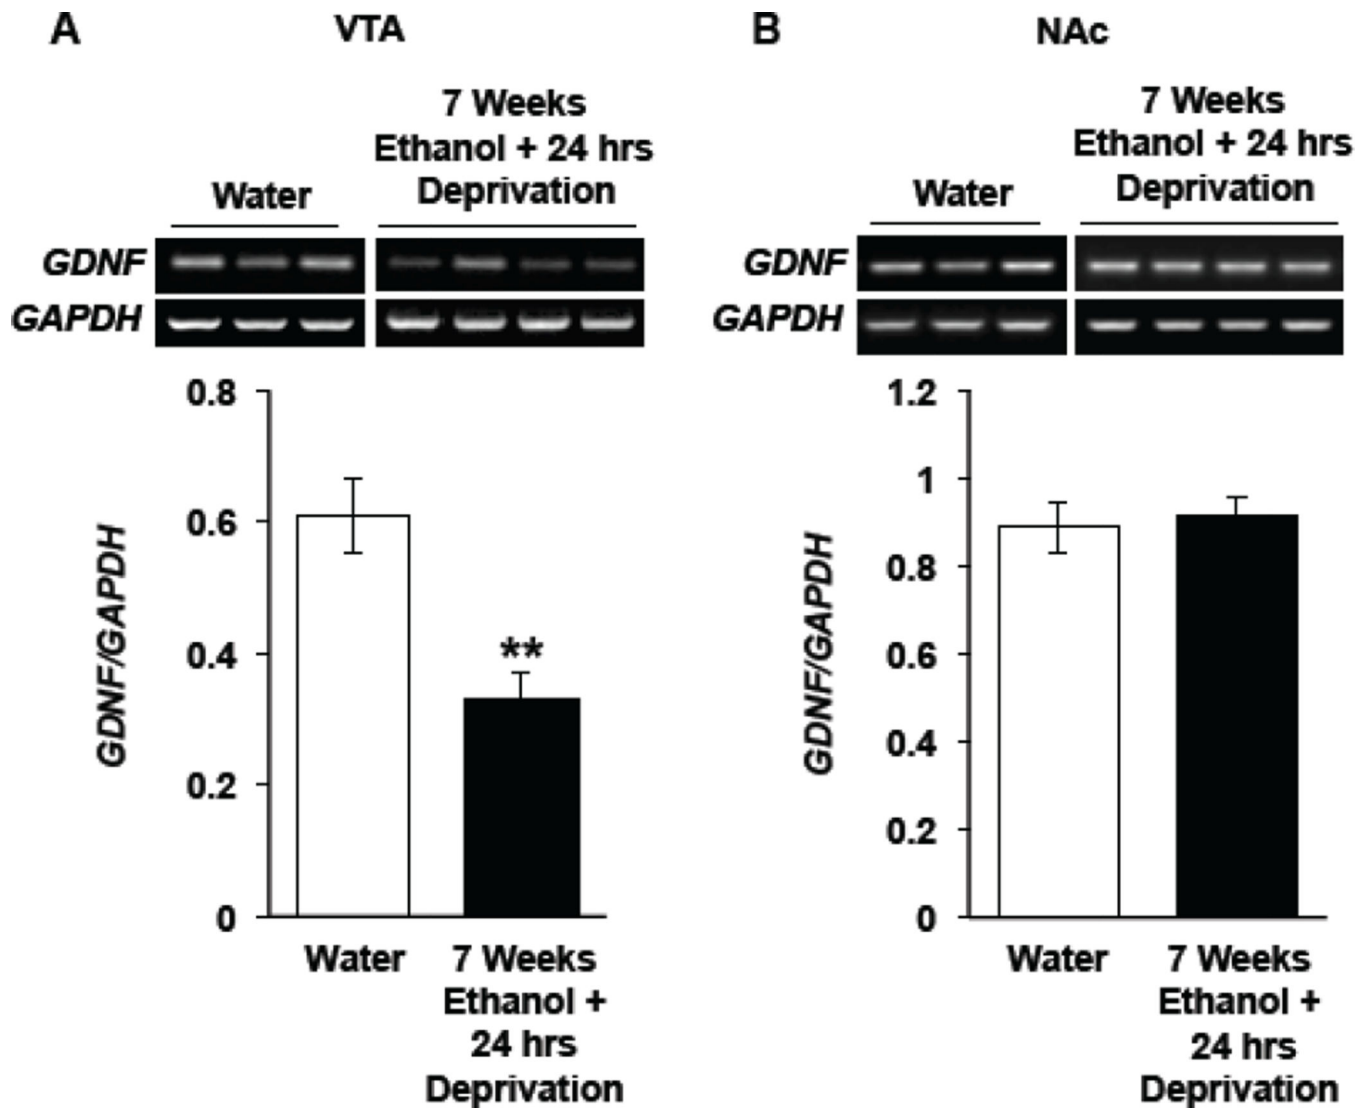 A
VTA
7 Weeks
Ethanol + 24 hrs
Deprivation
Water
GDNF
GAPDH
0.8
0.6
0.4
0.2
0
GDNF/GAPDH
**
Water
7 Weeks
Ethanol +
24 hrs
Deprivation
B
NAc
7 Weeks
Ethanol + 24 hrs
Deprivation
Water
GDNF
GAPDH
1.2
1
0.8
0.6
0.4
0.2
0
GDNF/GAPDH
Water
7 Weeks
Ethanol +
24 hrs
Deprivation